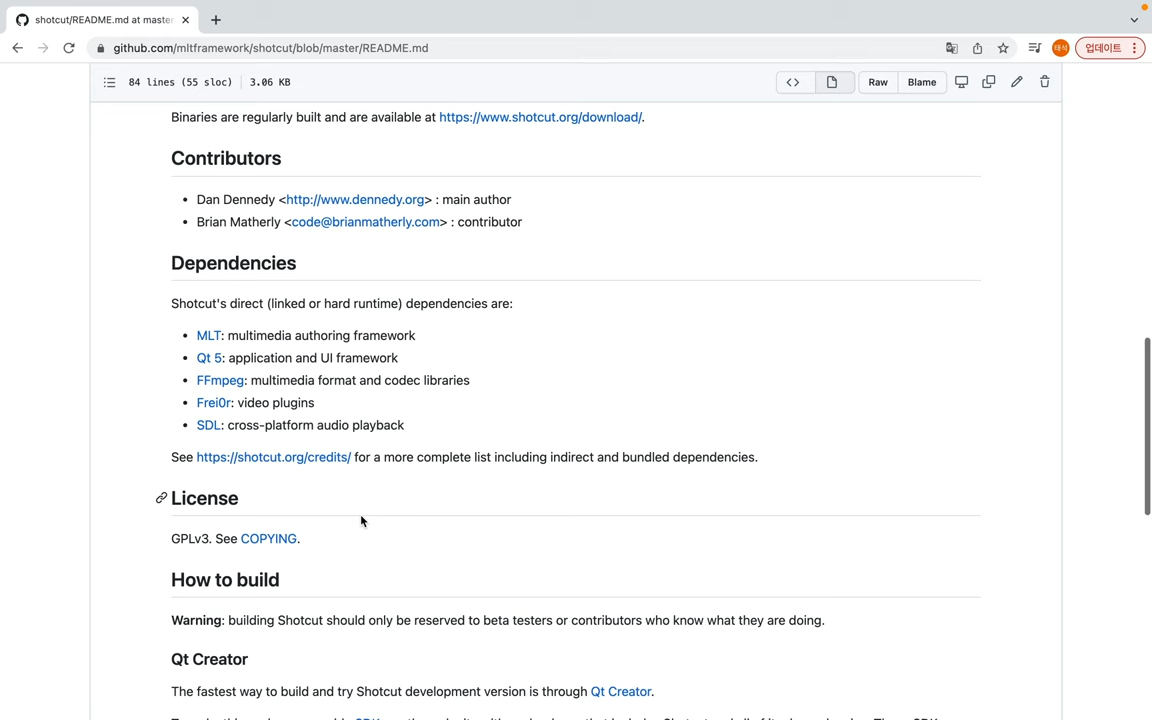 shotcut/README.md at master
github.com/mltframework/shotcut/blob/master/README.md
대석
업데이트
84 lines (55 sloc) 3.06 KB
Raw Blame
Binaries are regularly built and are available at https://www.shotcut.org/download/.
Contributors
• Dan Dennedy <http://www.dennedy.org> : main author
• Brian Matherly <code@brianmatherly.com> : contributor
Dependencies
Shotcut's direct (linked or hard runtime) dependencies are:
• MLT: multimedia authoring framework
• Qt 5: application and UI framework
• FFmpeg: multimedia format and codec libraries
• Frei0r: video plugins
• SDL: cross-platform audio playback
See https://shotcut.org/credits/ for a more complete list including indirect and bundled dependencies.
License
GPLv3. See COPYING.
How to build
Warning: building Shotcut should only be reserved to beta testers or contributors who know what they are doing.
Qt Creator
The fastest way to build and try Shotcut development version is through Qt Creator.